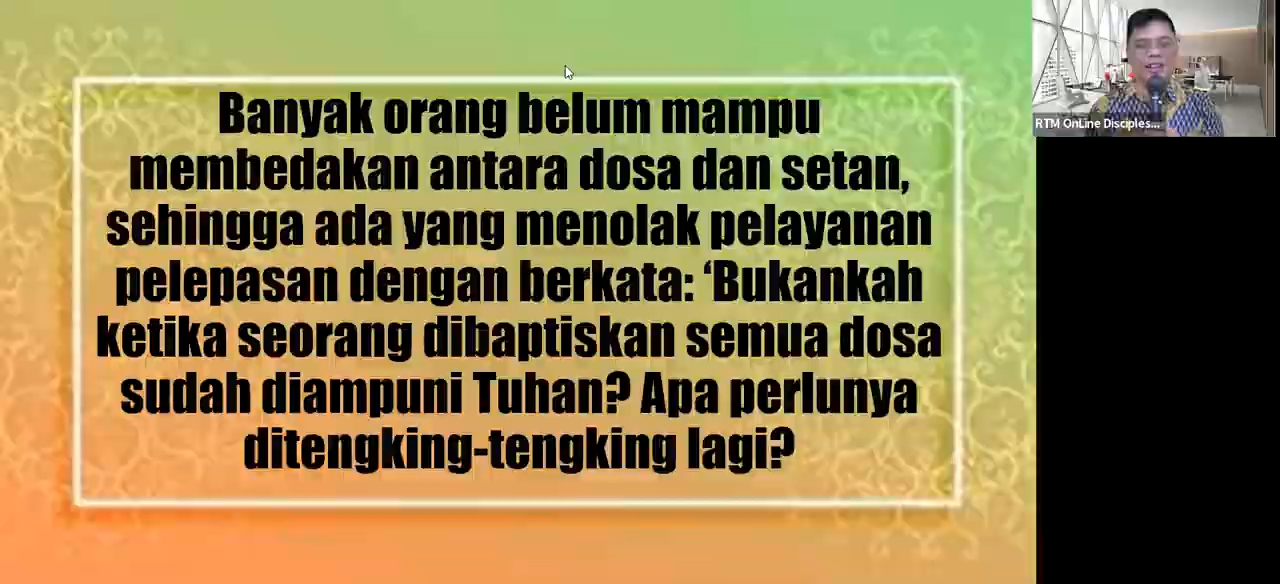 Banyak orang belum mampu
membedakan antara dosa dan setan,
sehingga ada yang menolak pelayanan
pelepasan dengan berkata: ‘Bukankah
ketika seorang dibaptiskan semua dosa
sudah diampuni Tuhan? Apa perlunya
ditengking-tengking lagi?
RTM OnLine Disciples...